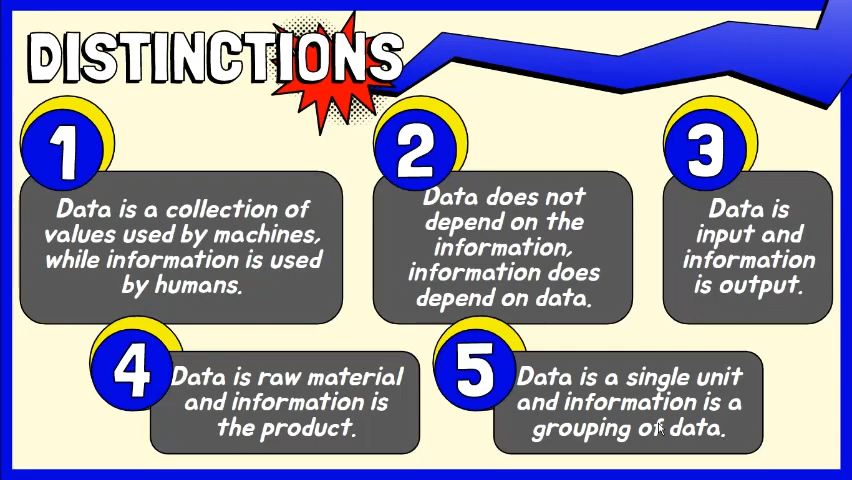 DISTINCTIONS
1
Data is a collection of
values used by machines,
while information is used
by humans.
2
Data does not
depend on the
information,
information does
depend on data.
3
Data is
input and
information
is output.
4
Data is raw material
and information is
the product.
5
Data is a single unit
and information is a
grouping of data.